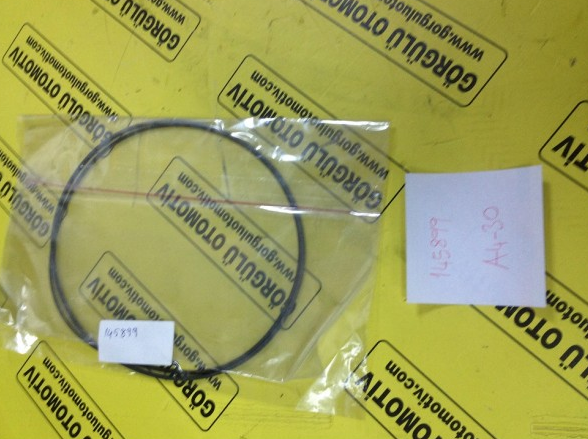 GÖRGÜLÜ OTOMOTİV
www.gorguluotomotiv.com
145899
145899
A4-30